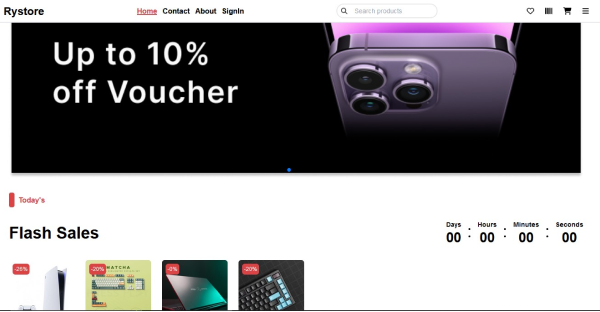 Rystore
Home Contact About SignIn
Search products
Up to 10%
off Voucher
Today's
Flash Sales
Days Hours Minutes Seconds
00 : 00 : 00 : 00
-26% -20% MATCHA -0% -20%